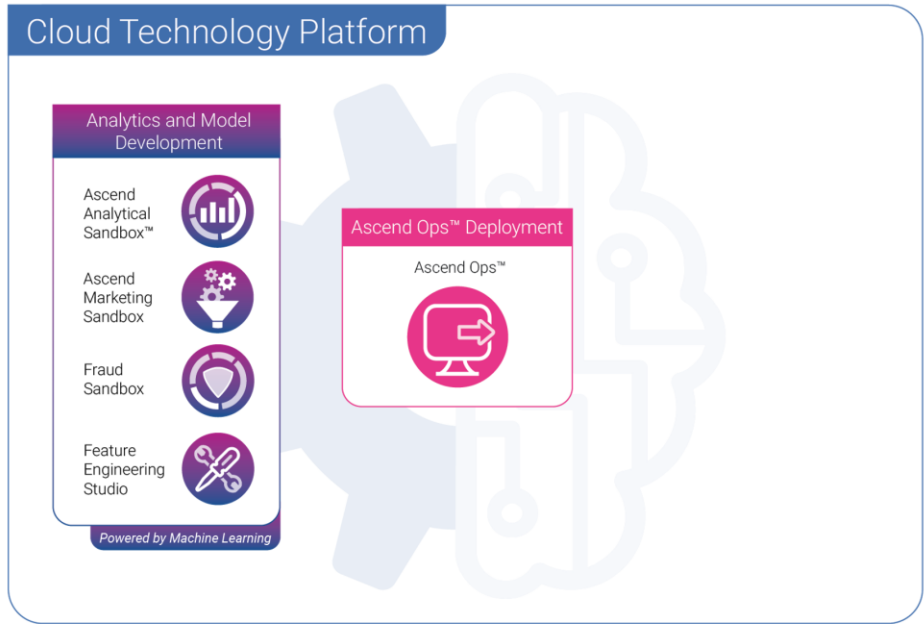 Cloud Technology Platform
Analytics and Model
Development
Ascend
Analytical
Sandbox™
Ascend
Marketing
Sandbox
Fraud
Sandbox
Feature
Engineering
Studio
Powered by Machine Learning
Ascend Ops™ Deployment
Ascend Ops™